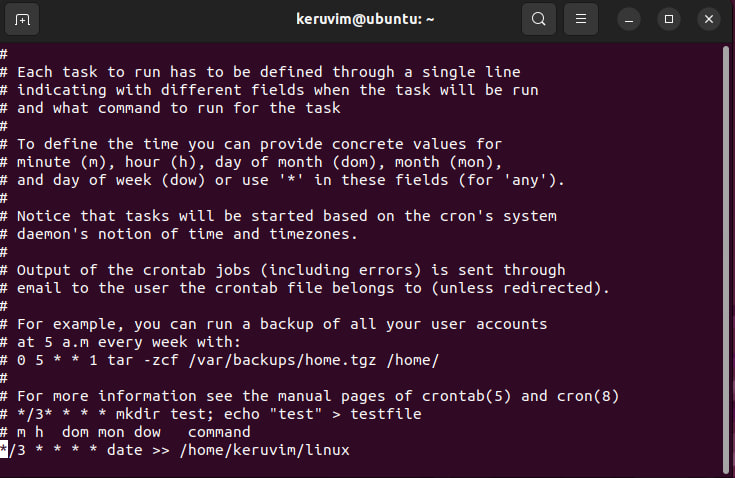 keruvim@ubuntu: ~
#
# Each task to run has to be defined through a single line
# indicating with different fields when the task will be run
# and what command to run for the task
#
# To define the time you can provide concrete values for
# minute (m), hour (h), day of month (dom), month (mon),
# and day of week (dow) or use '*' in these fields (for 'any').
#
# Notice that tasks will be started based on the cron's system
# daemon's notion of time and timezones.
#
# Output of the crontab jobs (including errors) is sent through
# email to the user the crontab file belongs to (unless redirected).
#
# For example, you can run a backup of all your user accounts
# at 5 a.m every week with:
# 0 5 * * 1 tar -zcf /var/backups/home.tgz /home/
#
# For more information see the manual pages of crontab(5) and cron(8)
# */3* * * * mkdir test; echo "test" > testfile
# m h  dom mon dow   command
*/3 * * * * date >> /home/keruvim/linux